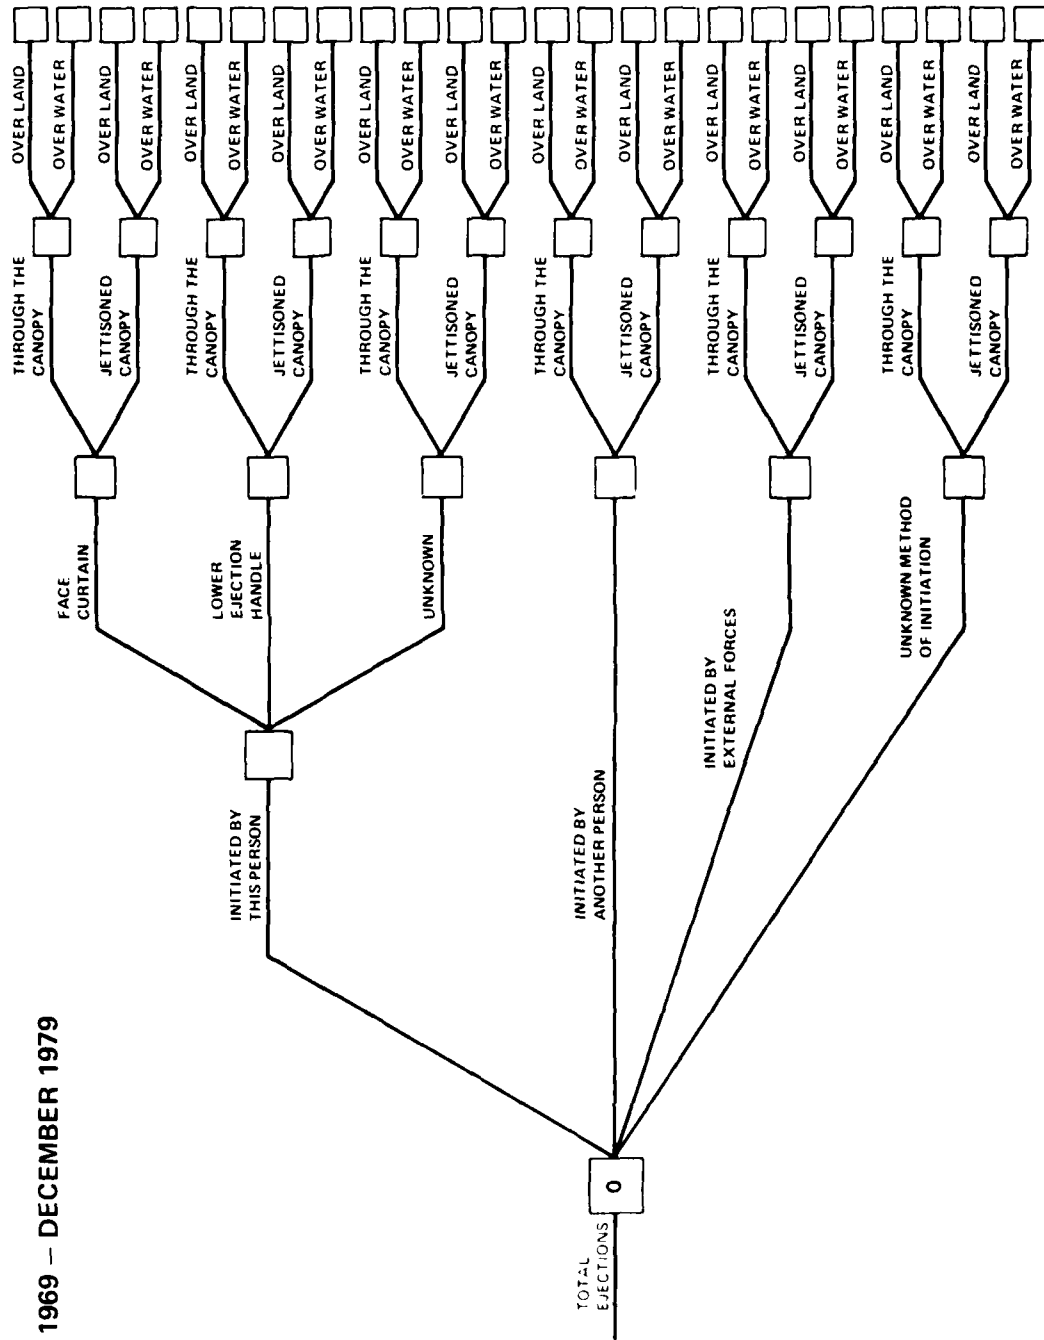 1969 — DECEMBER 1979
TOTAL
EJECTIONS
0
INITIATED BY
THIS PERSON
INITIATED BY
ANOTHER PERSON
INITIATED BY
EXTERNAL FORCES
UNKNOWN METHOD
OF INITIATION
FACE
CURTAIN
LOWER
EJECTION
HANDLE
UNKNOWN
THROUGH THE
CANOPY
JETTISONED
CANOPY
THROUGH THE
CANOPY
JETTISONED
CANOPY
THROUGH THE
CANOPY
JETTISONED
CANOPY
THROUGH THE
CANOPY
JETTISONED
CANOPY
THROUGH THE
CANOPY
JETTISONED
CANOPY
THROUGH THE
CANOPY
JETTISONED
CANOPY
OVER LAND
OVER WATER
OVER LAND
OVER WATER
OVER LAND
OVER WATER
OVER LAND
OVER WATER
OVER LAND
OVER WATER
OVER LAND
OVER WATER
OVER LAND
OVER WATER
OVER LAND
OVER WATER
OVER LAND
OVER WATER
OVER LAND
OVER WATER
OVER LAND
OVER WATER
OVER LAND
OVER WATER